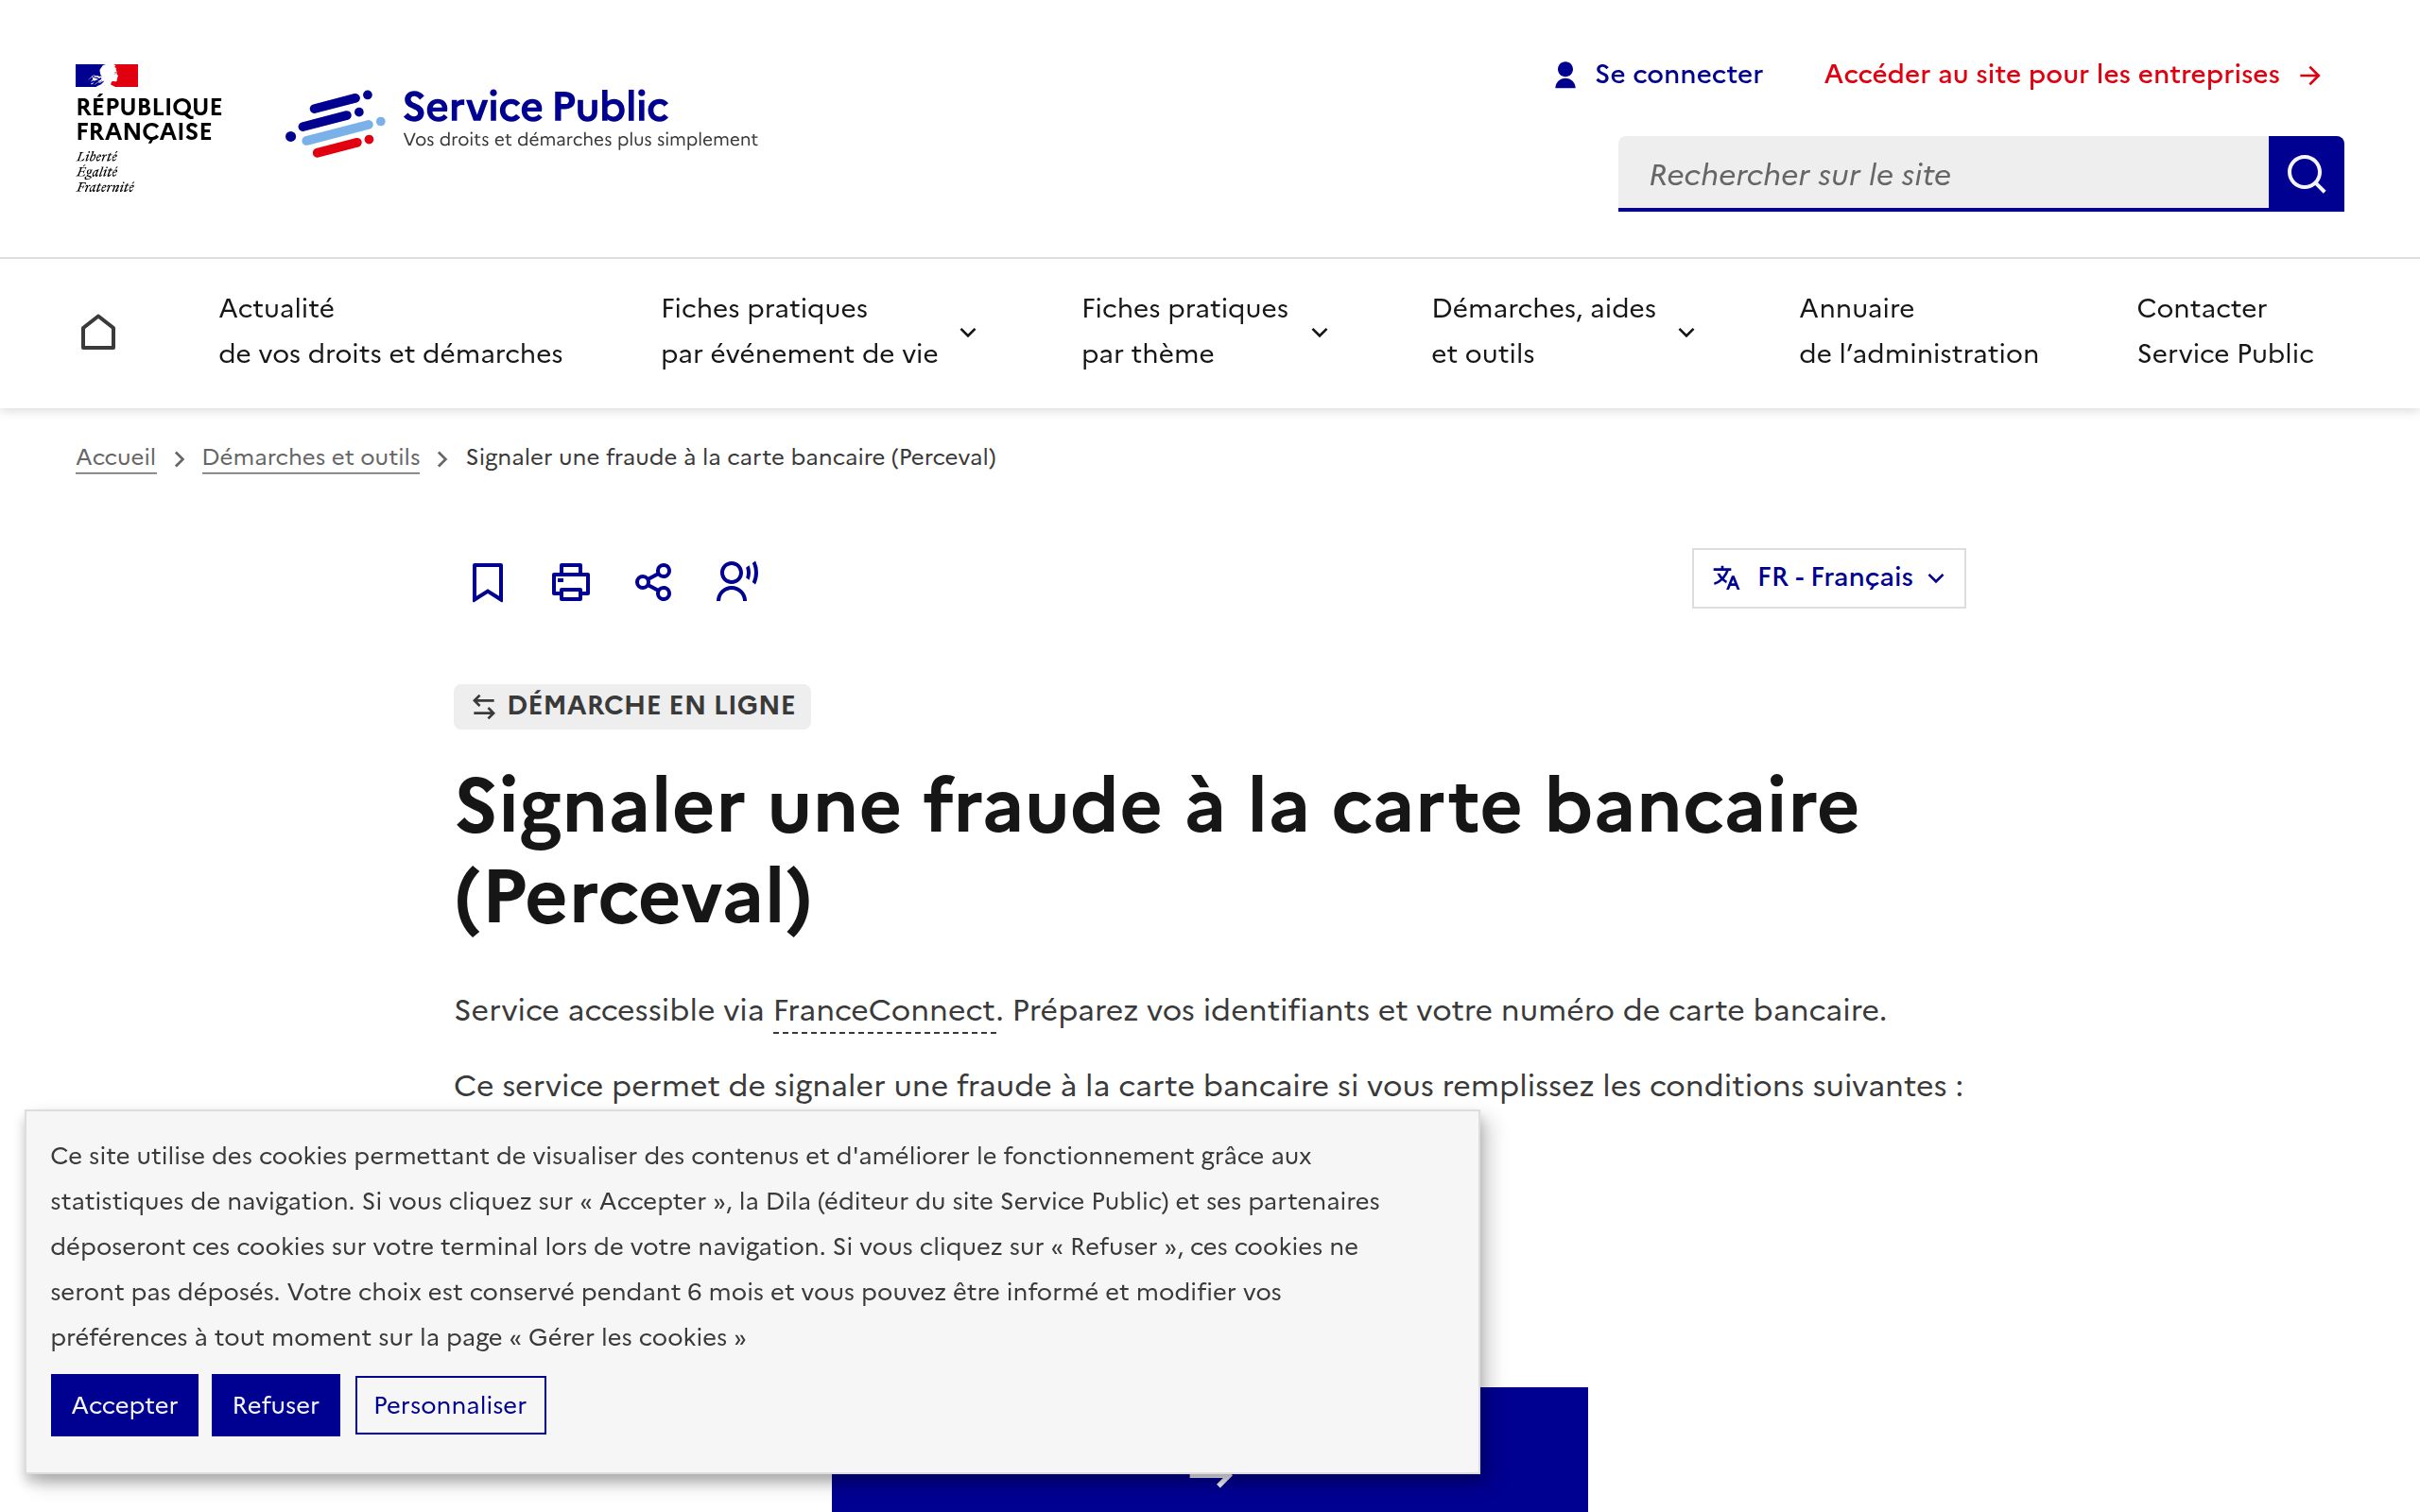 RÉPUBLIQUE
FRANÇAISE
Liberté
Égalité
Fraternité
Service Public
Vos droits et démarches plus simplement
Se connecter
Accéder au site pour les entreprises
Rechercher sur le site
Actualité
de vos droits et démarches
Fiches pratiques
par événement de vie
Fiches pratiques
par thème
Démarches, aides
et outils
Annuaire
de l’administration
Contacter
Service Public
Accueil
Démarches et outils
Signaler une fraude à la carte bancaire (Perceval)
FR - Français
DÉMARCHE EN LIGNE
Signaler une fraude à la carte bancaire
(Perceval)
Service accessible via FranceConnect. Préparez vos identifiants et votre numéro de carte bancaire.
Ce service permet de signaler une fraude à la carte bancaire si vous remplissez les conditions suivantes :
Ce site utilise des cookies permettant de visualiser des contenus et d'améliorer le fonctionnement grâce aux
statistiques de navigation. Si vous cliquez sur « Accepter », la Dila (éditeur du site Service Public) et ses partenaires
déposeront ces cookies sur votre terminal lors de votre navigation. Si vous cliquez sur « Refuser », ces cookies ne
seront pas déposés. Votre choix est conservé pendant 6 mois et vous pouvez être informé et modifier vos
préférences à tout moment sur la page « Gérer les cookies »
Accepter
Refuser
Personnaliser